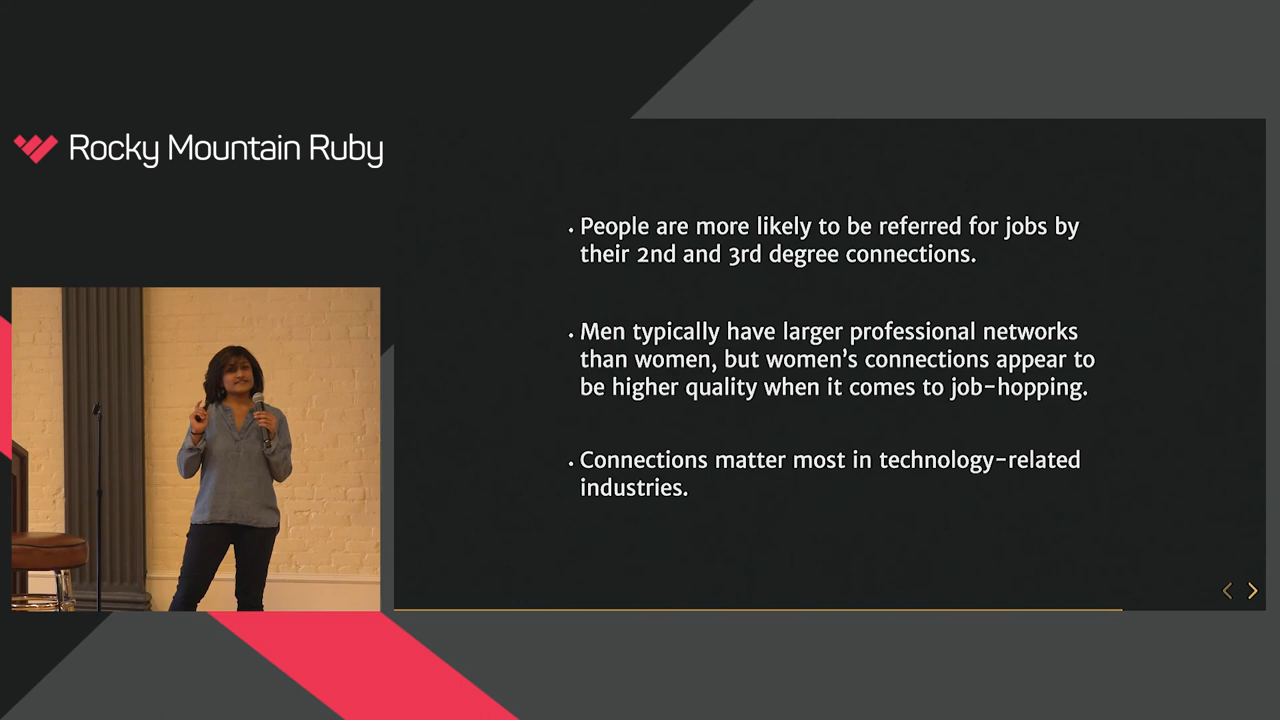 Rocky Mountain Ruby
• People are more likely to be referred for jobs by
their 2nd and 3rd degree connections.
• Men typically have larger professional networks
than women, but women’s connections appear to
be higher quality when it comes to job-hopping.
• Connections matter most in technology-related
industries.